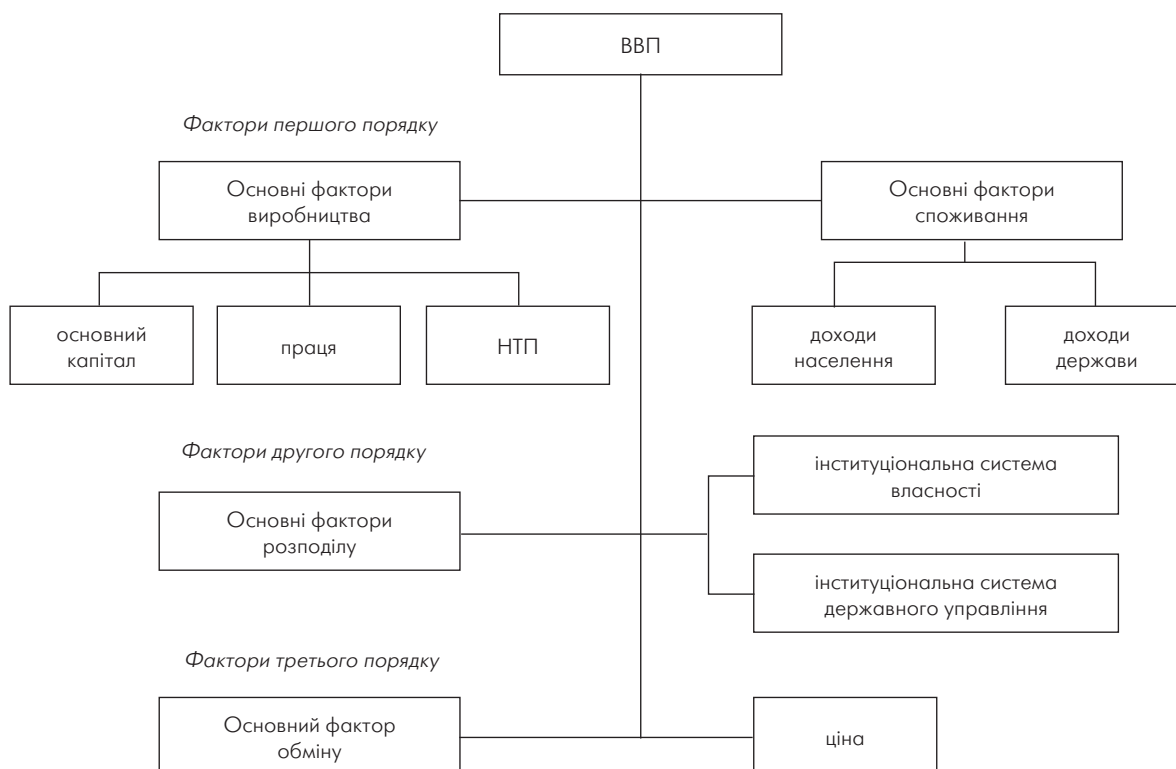 ВВП
Фактори першого порядку
Основні фактори
виробництва
Основні фактори
споживання
основний
капітал
праця
НТП
доходи
населення
доходи
держави
Фактори другого порядку
Основні фактори
розподілу
інституціональна система
власності
інституціональна система
державного управління
Фактори третього порядку
Основний фактор
обміну
ціна